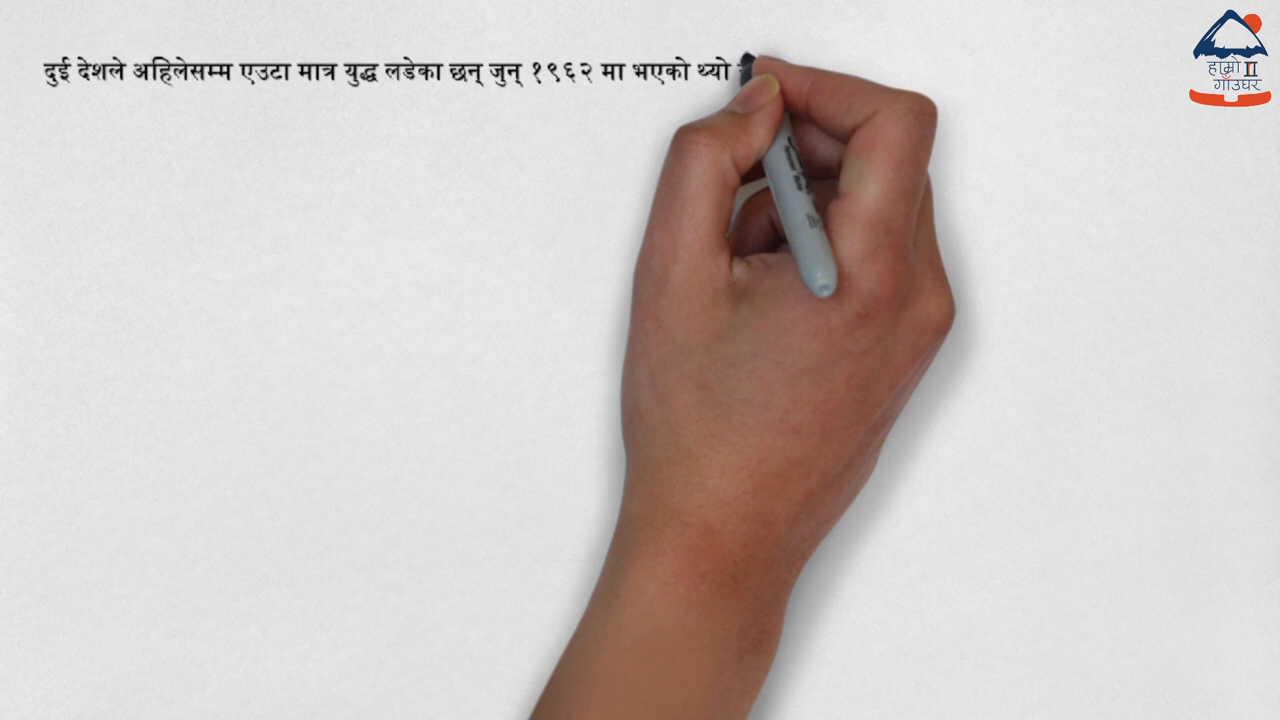 दुई देशले अहिलेसम्म एउटा मात्र युद्ध लडेका छन् जुन् १९६२ मा भएको थ्यो
हाम्रो
गाँउघर